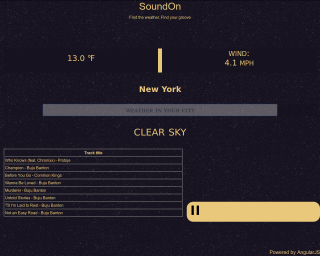 SoundOn
Find the weather. Find your groove
13.0 °F
WIND:
4.1 MPH
New York
WEATHER IN YOUR CITY
CLEAR SKY
Track title
Who Knows (feat. Chronixx) - Protoje
Champion - Buju Banton
Before You Go - Common Kings
Wanna Be Loved - Buju Banton
Murderer - Buju Banton
Untold Stories - Buju Banton
'Til I'm Laid to Rest - Buju Banton
Not an Easy Road - Buju Banton
Powered by AngularJS